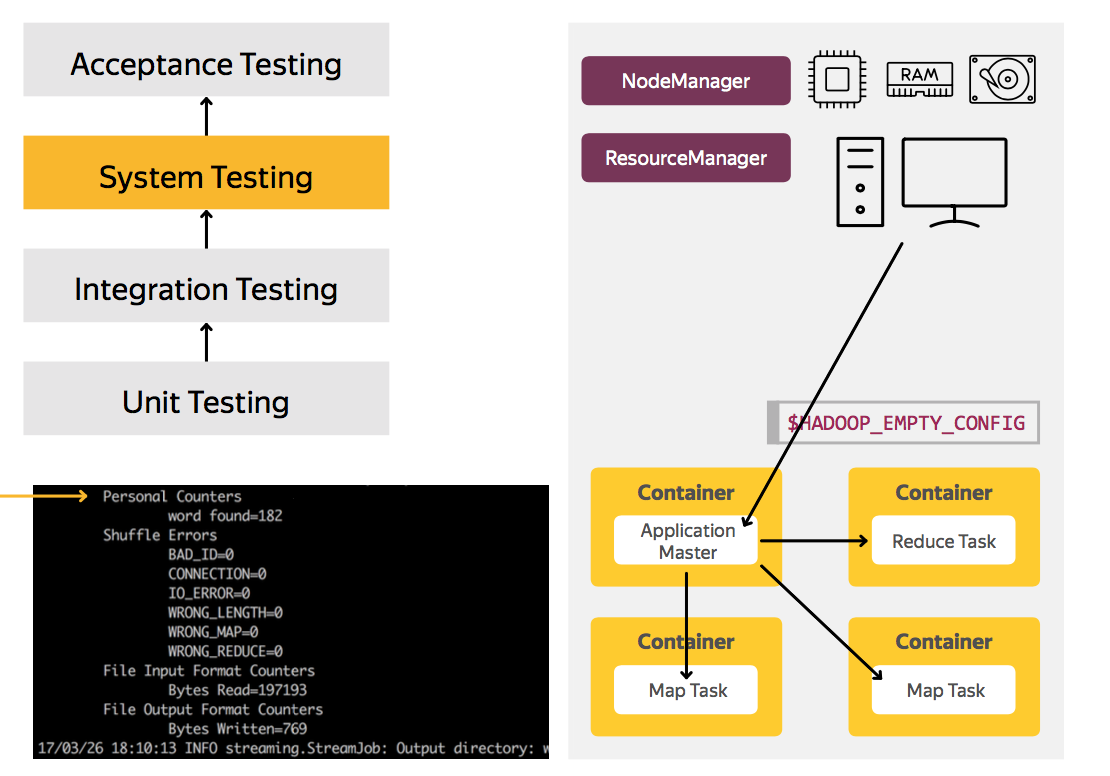 Acceptance Testing
System Testing
Integration Testing
Unit Testing
Personal Counters
word found=182
Shuffle Errors
BAD_ID=0
CONNECTION=0
IO_ERROR=0
WRONG_LENGTH=0
WRONG_MAP=0
WRONG_REDUCE=0
File Input Format Counters
Bytes Read=197193
File Output Format Counters
Bytes Written=769
17/03/26 18:10:13 INFO streaming.StreamJob: Output directory:
NodeManager
RAM
ResourceManager
$HADOOP_EMPTY_CONFIG
Container
Application
Master
Container
Reduce Task
Container
Map Task
Container
Map Task